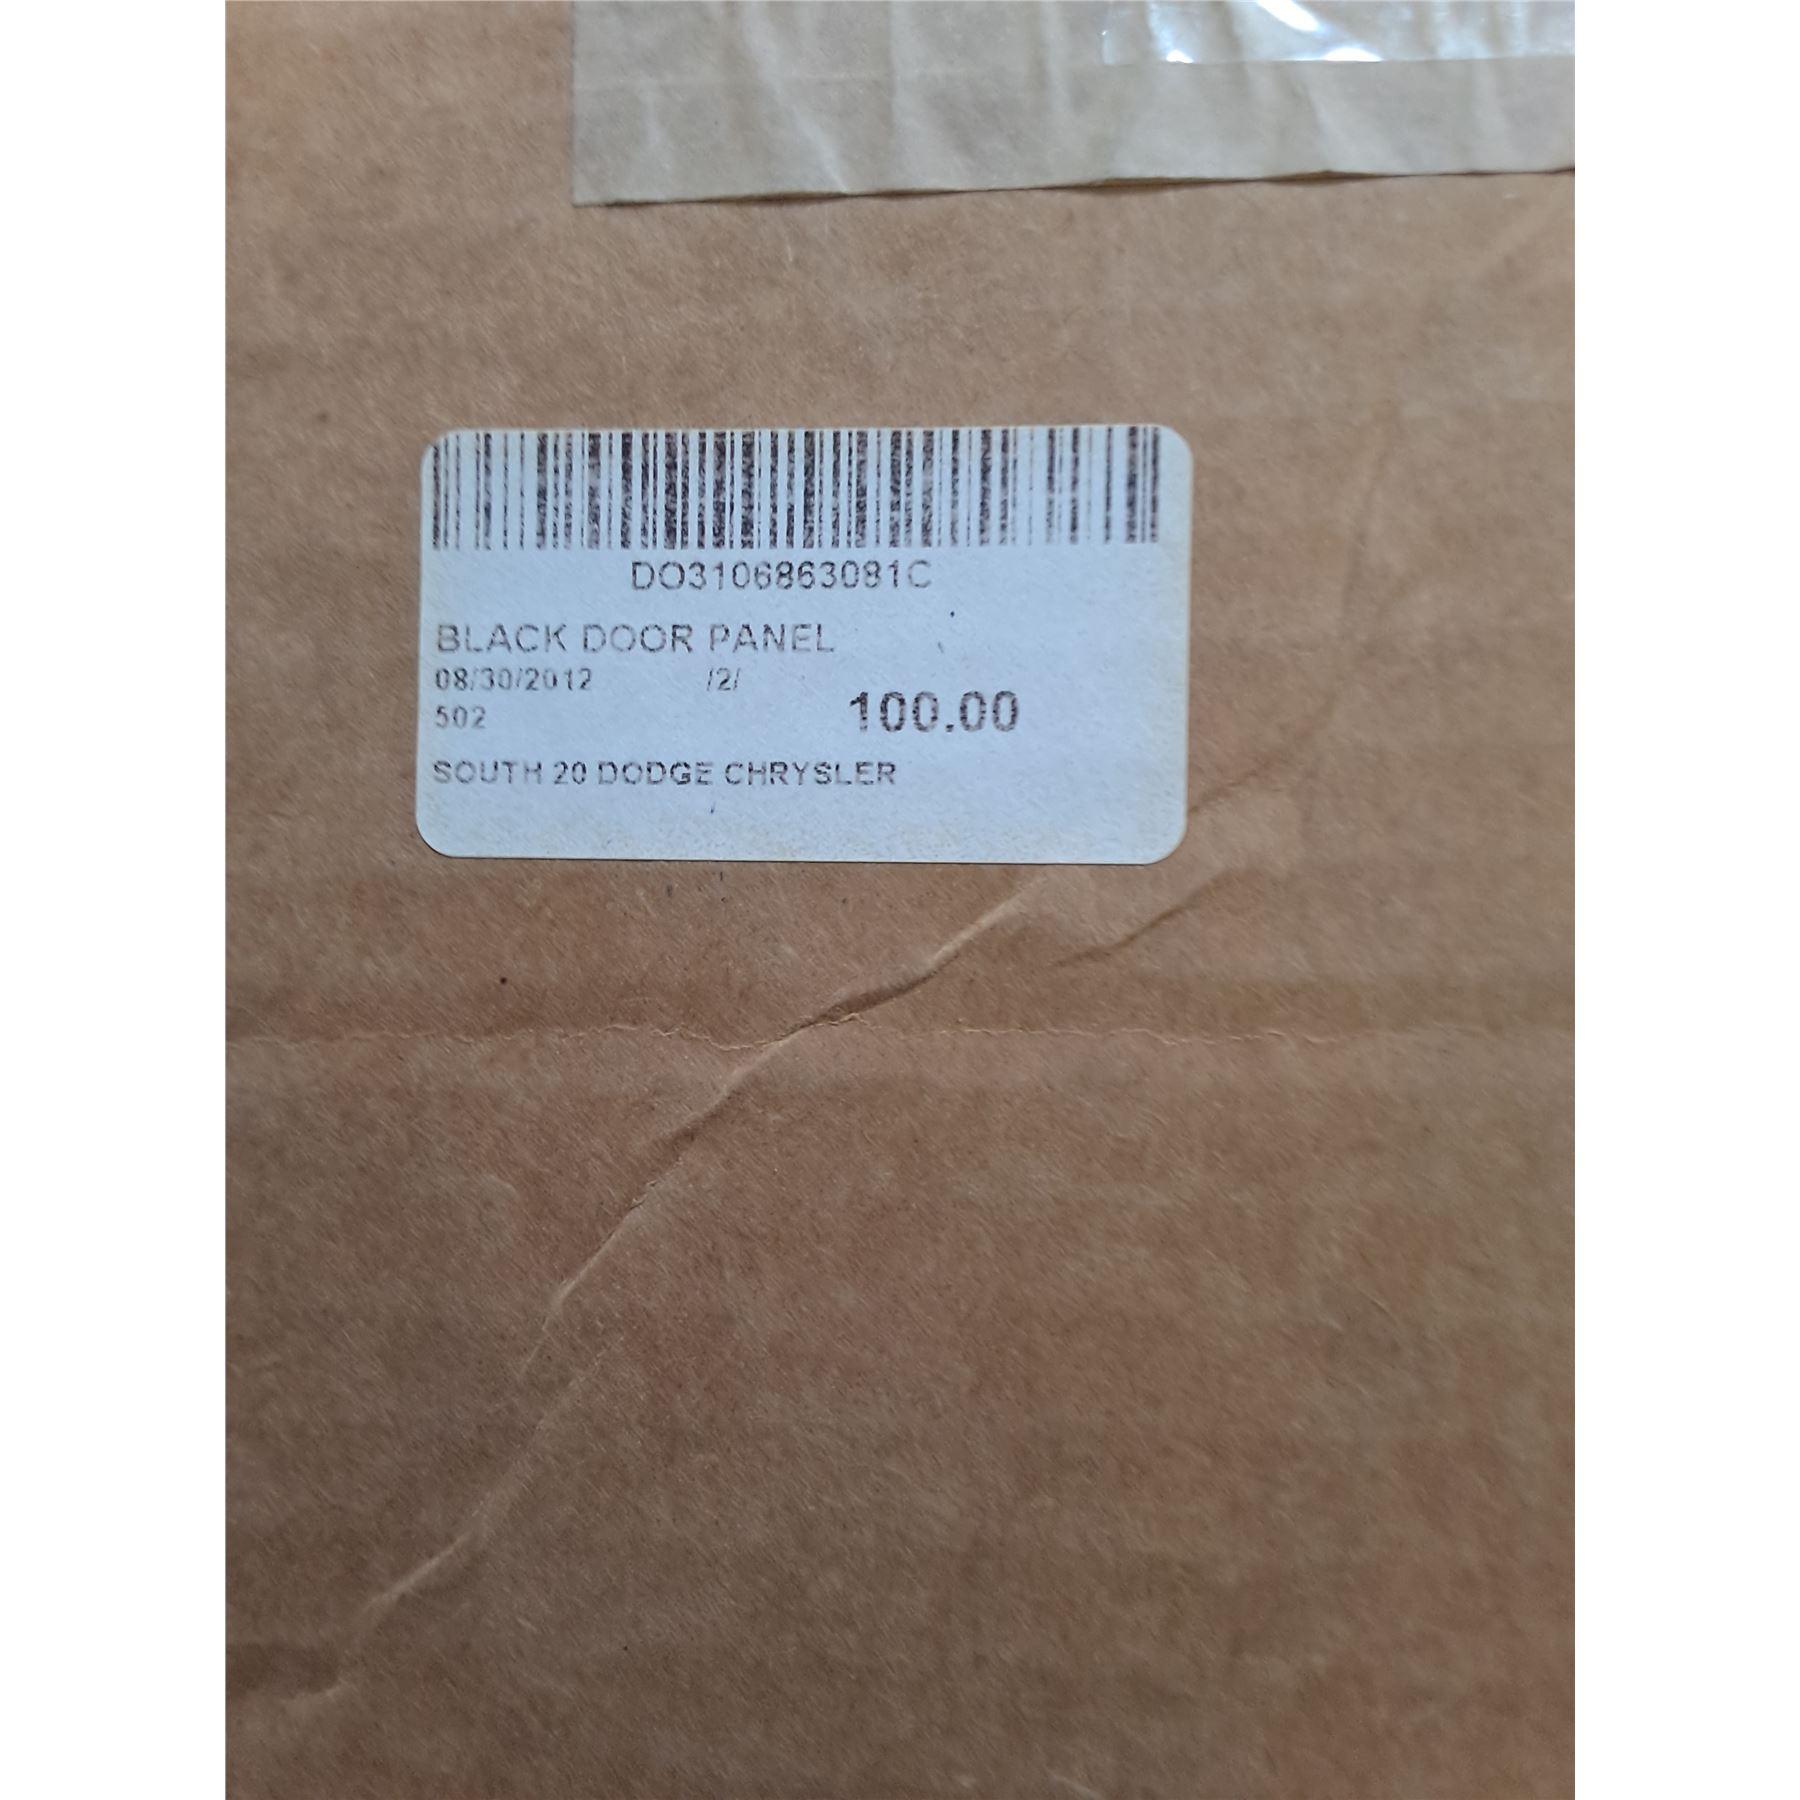 DO3106863081C
BLACK DOOR PANEL
08/30/2012 /2/
502 100.00
SOUTH 20 DODGE CHRYSLER